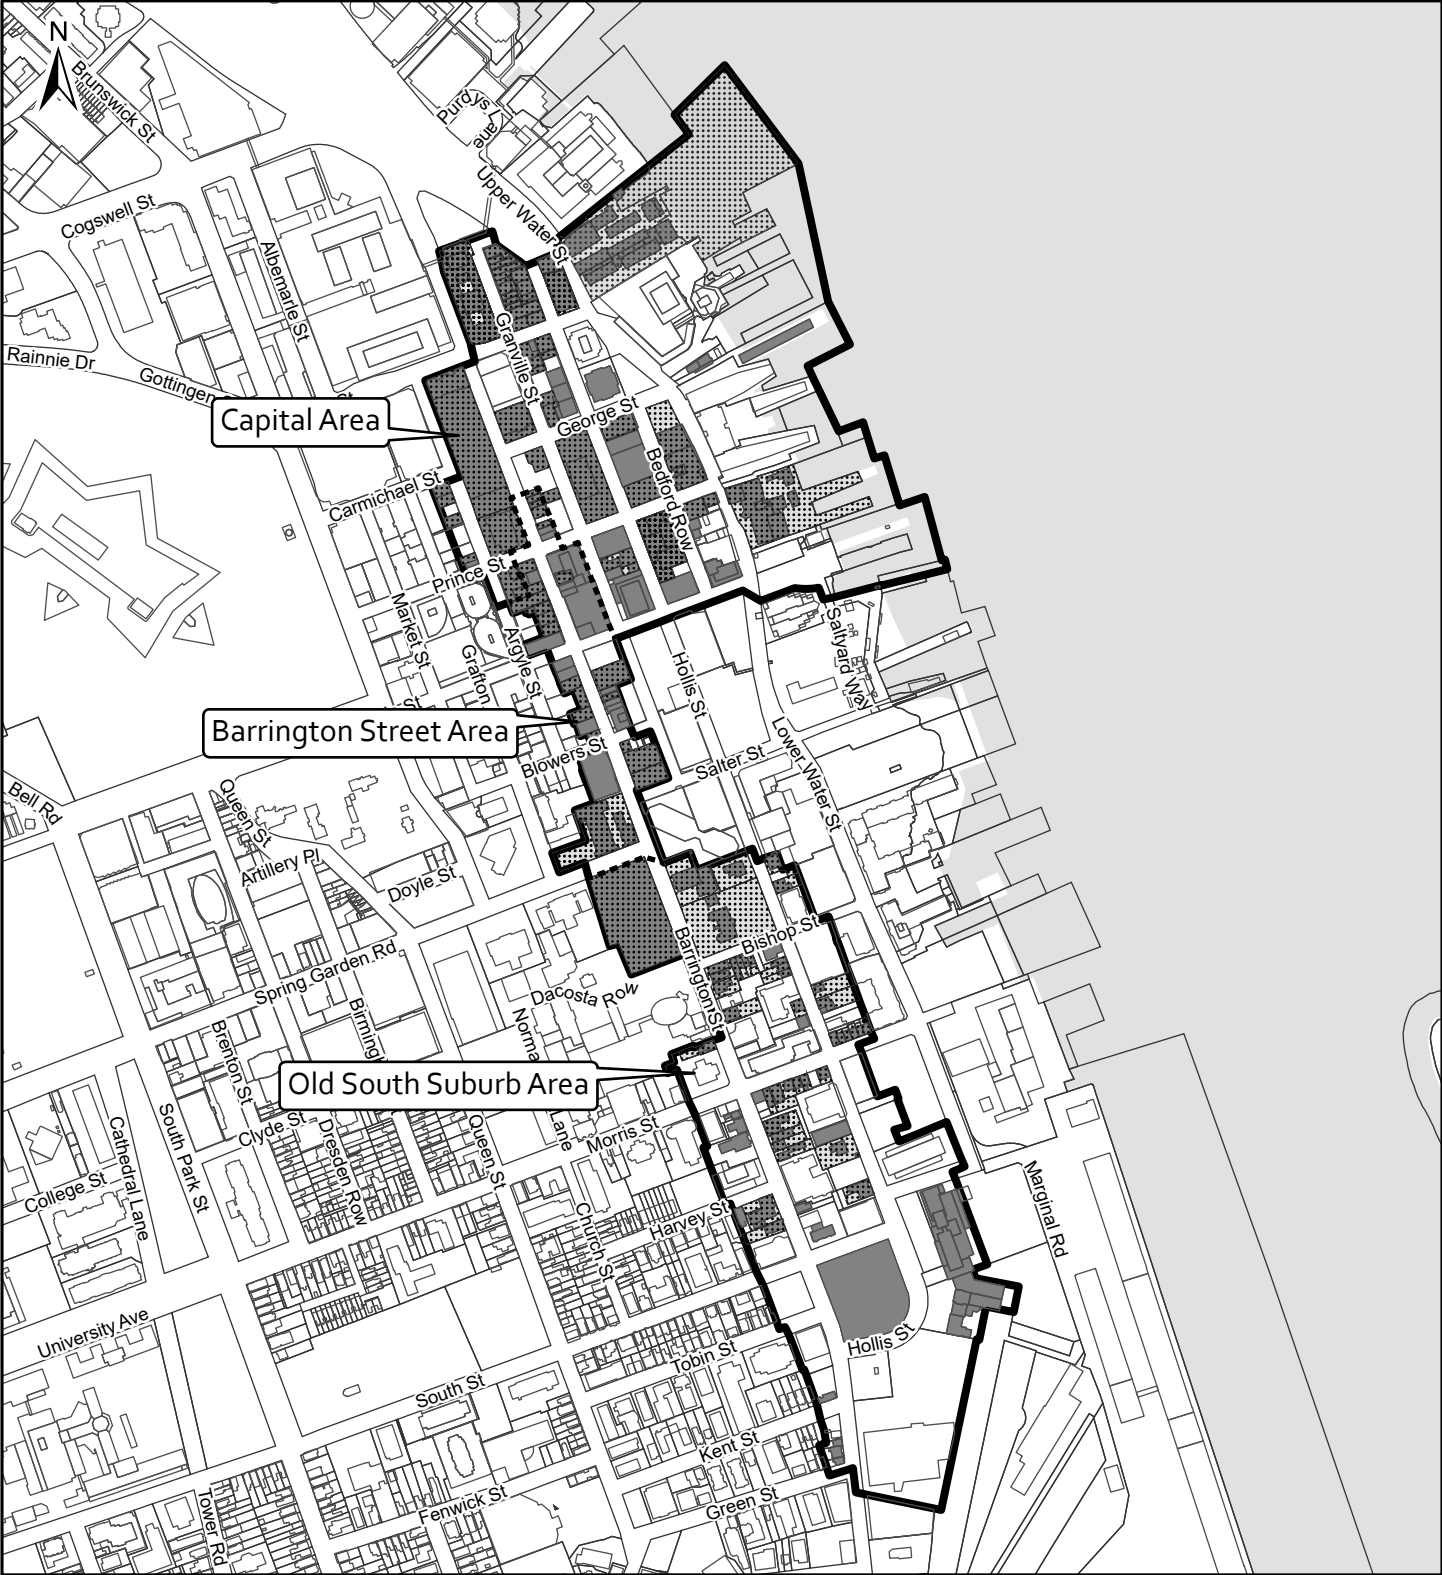 N
Brunswick St
Purdys Lane
Upper Water St
Cogswell St
Albemarle St
Rainnie Dr
Gottingen
Granville St
George St
Capital Area
Bedford Row
Carmichael St
Prince St
Market St
Argyle St
Grafton
St
Hollis St
Saltyard Way
Barrington Street Area
Blowers St
Salter St
Lower Water St
Bell Rd
Queen St
Artillery Pl
Doyle St
Bishop St
Barrington St
Spring Garden Rd
Dacosta Row
Birmingh
Brenton St
Norma
Lane
Old South Suburb Area
Clyde St
Dresden Row
Queen St
Morris St
Cathedral Lane
South Park St
College St
Church St
Harvey St
Marginal Rd
University Ave
Hollis St
Tobin St
South St
Kent St
Fenwick St
Green St
Tower Rd